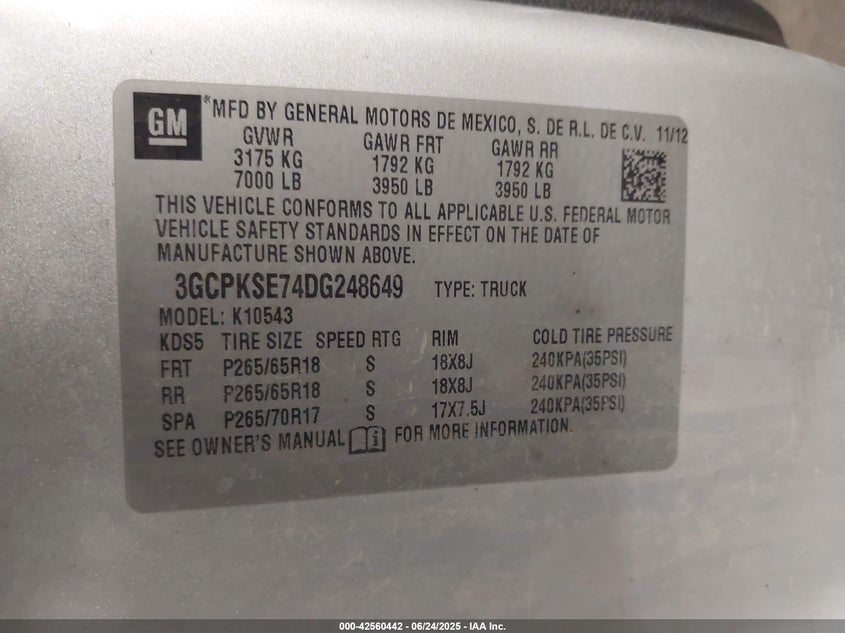 GM ® MFD BY GENERAL MOTORS DE MEXICO, S. DE R.L. DE C.V. 11/12
GVWR GAWR FRT GAWR RR
3175 KG 1792 KG 1792 KG
7000 LB 3950 LB 3950 LB
THIS VEHICLE CONFORMS TO ALL APPLICABLE U.S. FEDERAL MOTOR
VEHICLE SAFETY STANDARDS IN EFFECT ON THE DATE OF
MANUFACTURE SHOWN ABOVE.
3GCPKSE74DG248649 TYPE: TRUCK
MODEL: K10543
KDS5 TIRE SIZE SPEED RTG RIM COLD TIRE PRESSURE
FRT P265/65R18 S 18X8J 240KPA(35PSI)
RR P265/65R18 S 18X8J 240KPA(35PSI)
SPA P265/70R17 S 17X7.5J 240KPA(35PSI)
SEE OWNER'S MANUAL FOR MORE INFORMATION.
000-42560442 - 06/24/2025 - IAA Inc.